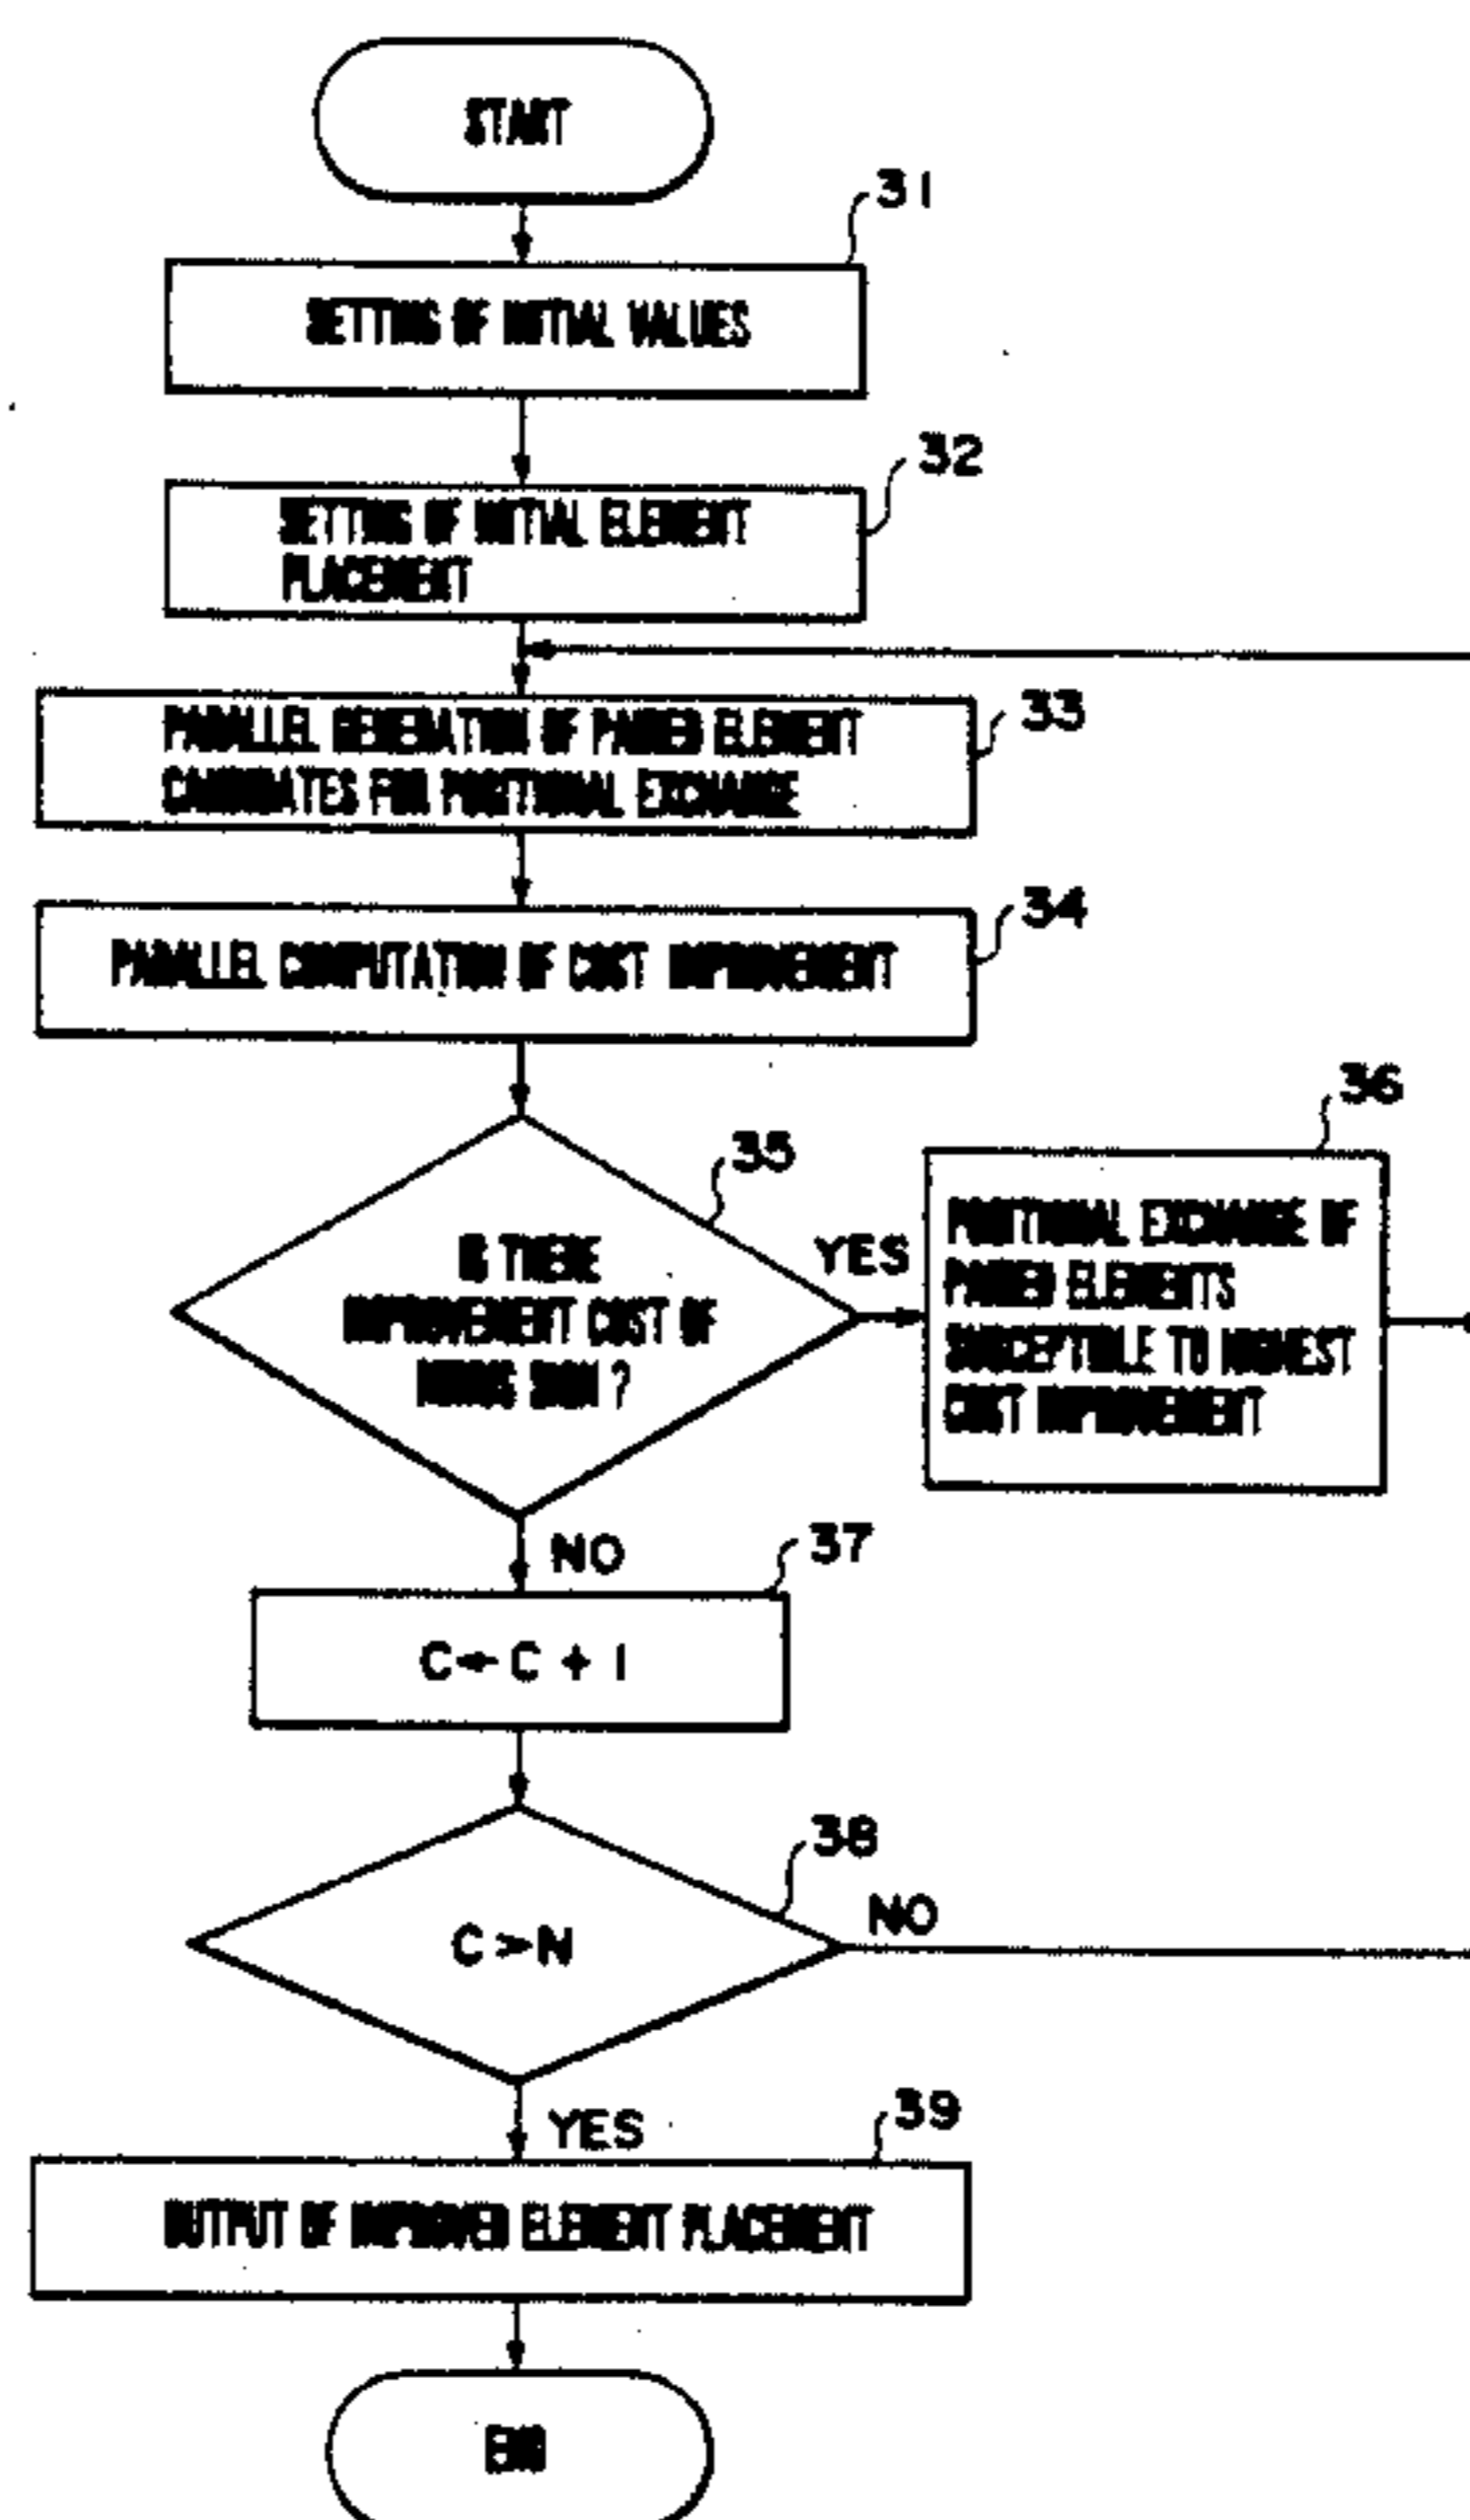 START
31
SETTING OF INITIAL VALUES
32
SETTING OF INITIAL ELEMENT
PLACEMENT
33
PARALLEL GENERATION OF PAIRED ELEMENT
CANDIDATES FOR POSITIONAL EXCHANGE
34
PARALLEL COMPUTATION OF COST IMPROVEMENT
35
36
IS THERE
IMPROVEMENT COST OF
SIGN ?
YES
POSITIONAL EXCHANGE OF
PAIRED ELEMENTS
SUSCEPTIBLE TO HIGHEST
COST IMPROVEMENT
NO
37
C ← C + 1
38
C > N
NO
YES
39
OUTPUT OF IMPROVED ELEMENT PLACEMENT
END